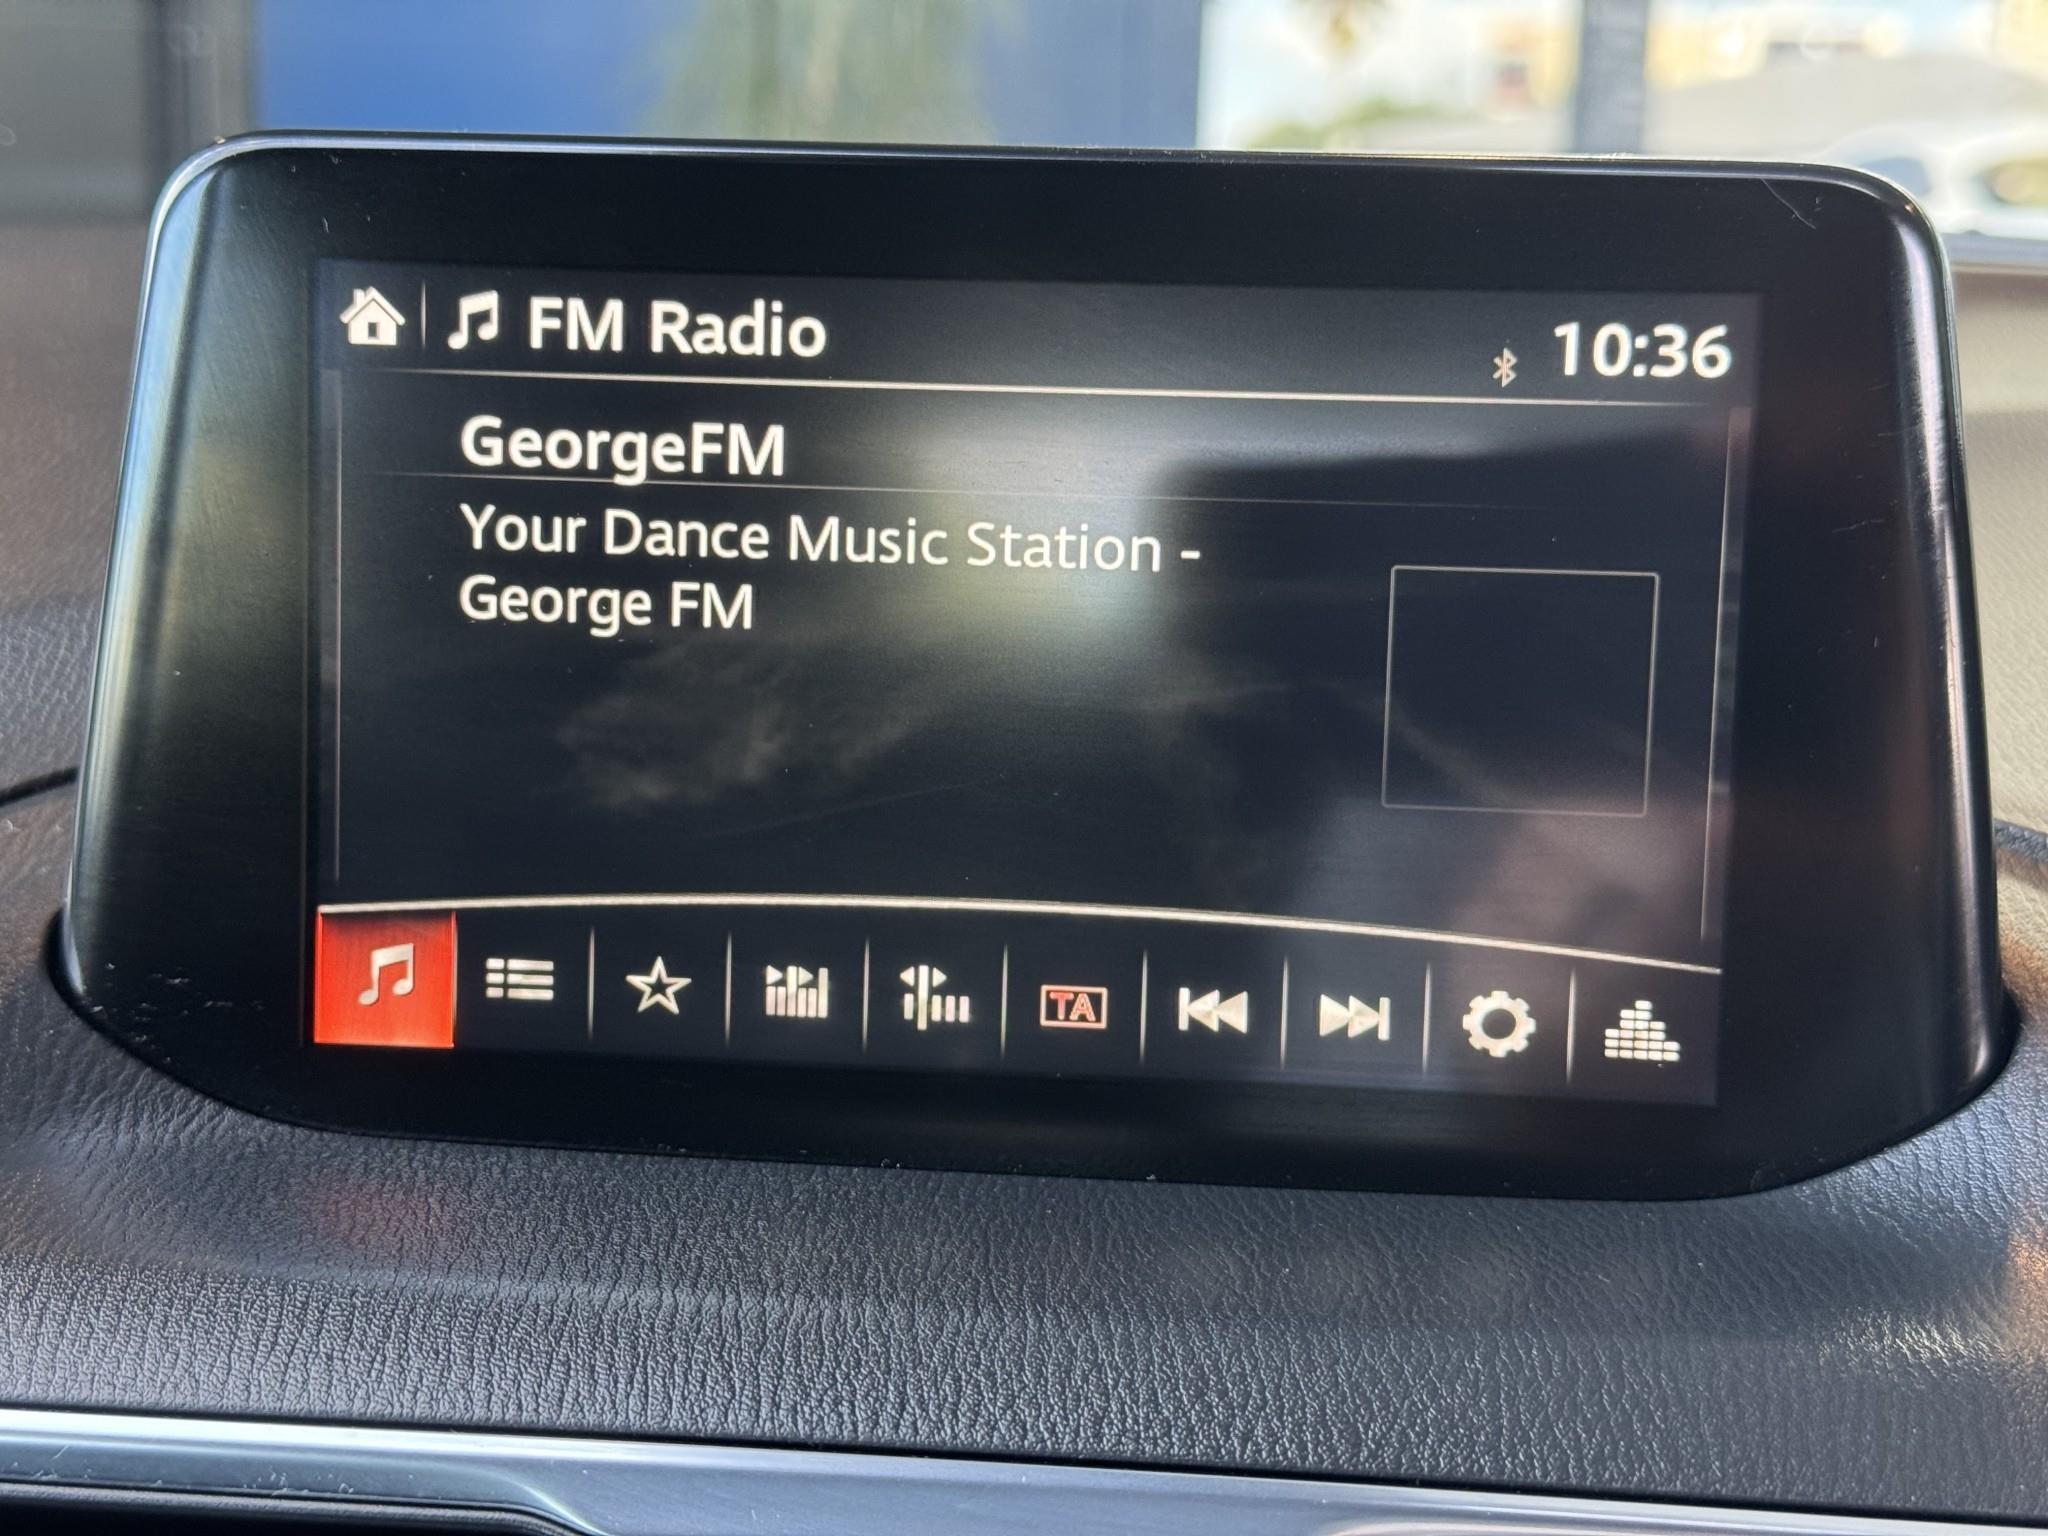 FM Radio
10:36
GeorgeFM
Your Dance Music Station -
George FM
TA